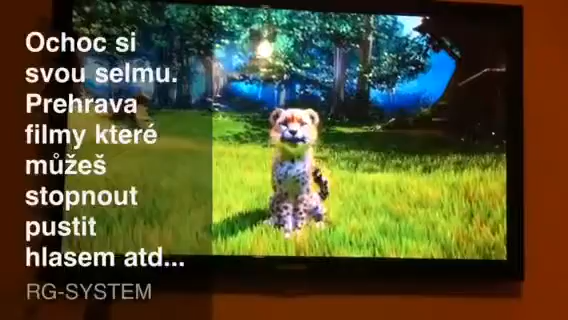 Ochoc si
svou selmu.
Prehrava
filmy které
můžeš
stopnout
pustit
hlasem atd...
RG-SYSTEM